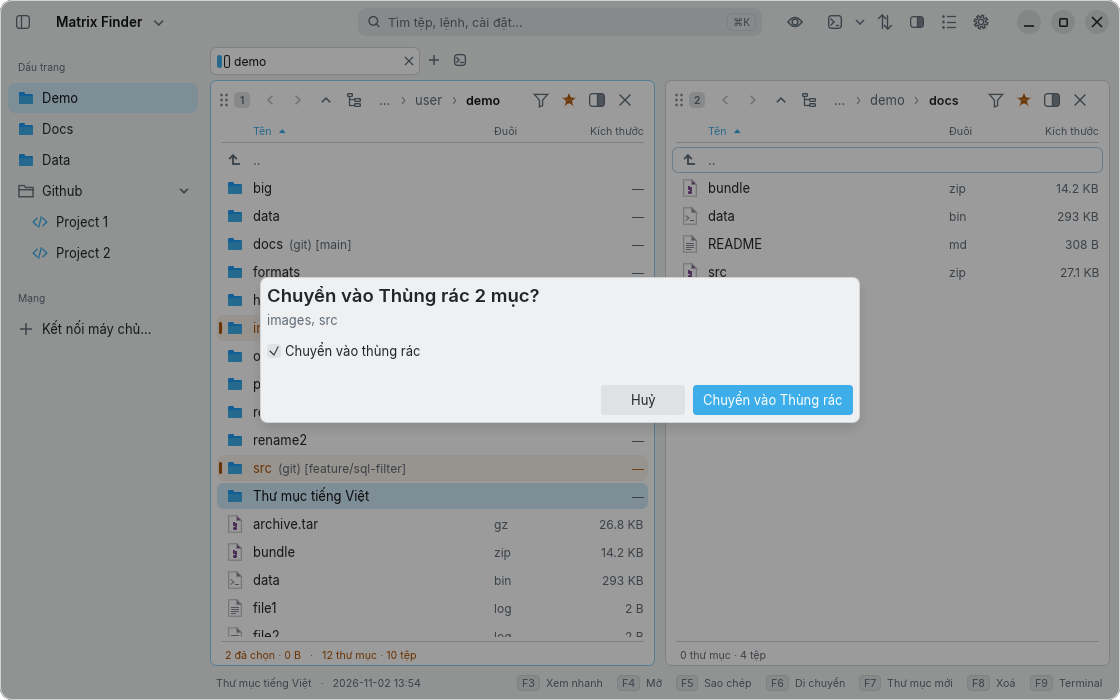 Matrix Finder
Tìm tệp, lệnh, cài đặt...
⌘K
Dấu trang
Demo
Docs
Data
Github
Project 1
Project 2
Mạng
Kết nối máy chủ...
demo
1
... › user › demo
Tên Đuôi Kích thước
..
big —
data —
docs (git) [main] —
formats —
rename2 —
src (git) [feature/sql-filter] —
Thư mục tiếng Việt —
archive.tar gz 26.8 KB
bundle zip 14.2 KB
data bin 293 KB
file1 log 2 B
file2 log 2 B
2 đã chọn · 0 B · 12 thư mục · 10 tệp
2
... › demo › docs
Tên Đuôi Kích thước
..
bundle zip 14.2 KB
data bin 293 KB
README md 308 B
src zip 27.1 KB
0 thư mục · 4 tệp
Chuyển vào Thùng rác 2 mục?
images, src
Chuyển vào thùng rác
Huỷ
Chuyển vào Thùng rác
Thư mục tiếng Việt · 2026-11-02 13:54
F3 Xem nhanh F4 Mở F5 Sao chép F6 Di chuyển F7 Thư mục mới F8 Xoá F9 Terminal